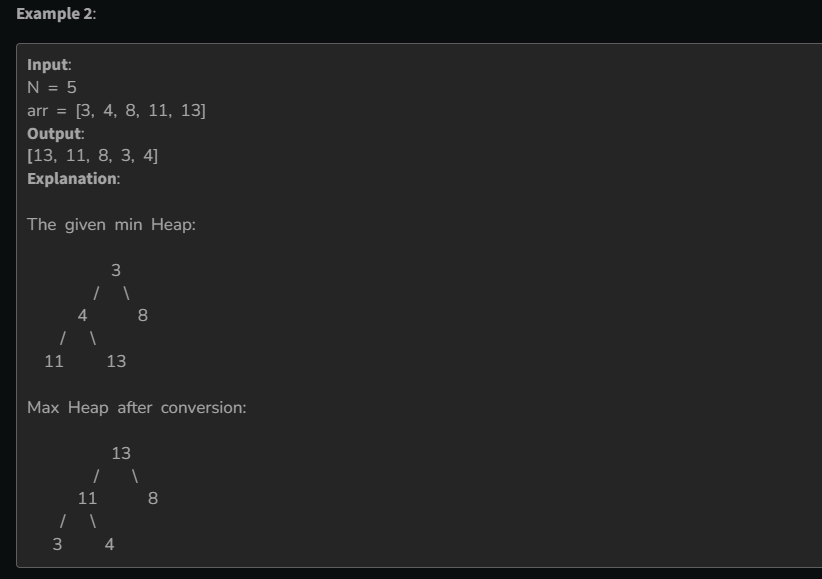 Example 2:
Input:
N = 5
arr = [3, 4, 8, 11, 13]
Output:
[13, 11, 8, 3, 4]
Explanation:
The given min Heap:
3
/ \
4 8
/ \
11 13
Max Heap after conversion:
13
/ \
11 8
/ \
3 4